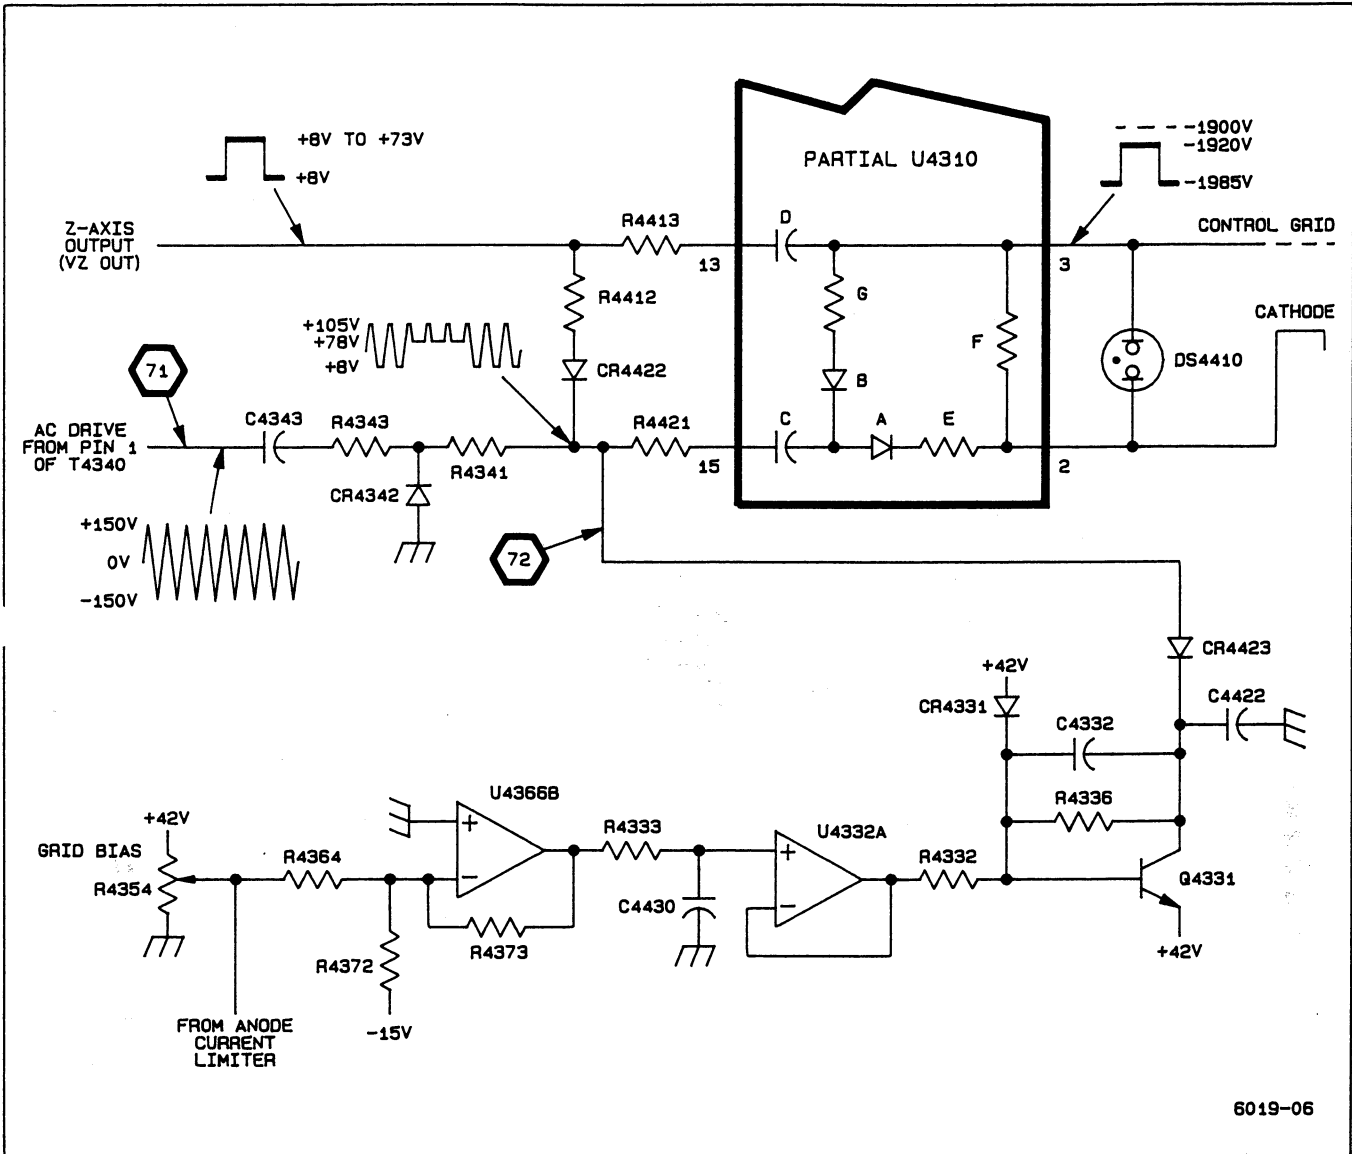 +8V TO +73V
+8V
PARTIAL U4310
-1900V
-1920V
-1985V
Z-AXIS
OUTPUT
(VZ OUT)
R4413
D
13
3
CONTROL GRID
R4412
G
F
+105V
+78V
+8V
CATHODE
CR4422
B
DS4410
71
AC DRIVE
FROM PIN 1
OF T4340
C4343
R4343
R4341
R4421
15
C
A
E
2
CR4342
+150V
0V
-150V
72
CR4423
+42V
CR4331
C4332
C4422
R4336
+42V
GRID BIAS
R4354
R4364
U4366B
+
-
R4333
C4430
U4332A
+
-
R4332
Q4331
+42V
R4373
R4372
-15V
FROM ANODE
CURRENT
LIMITER
6019-06